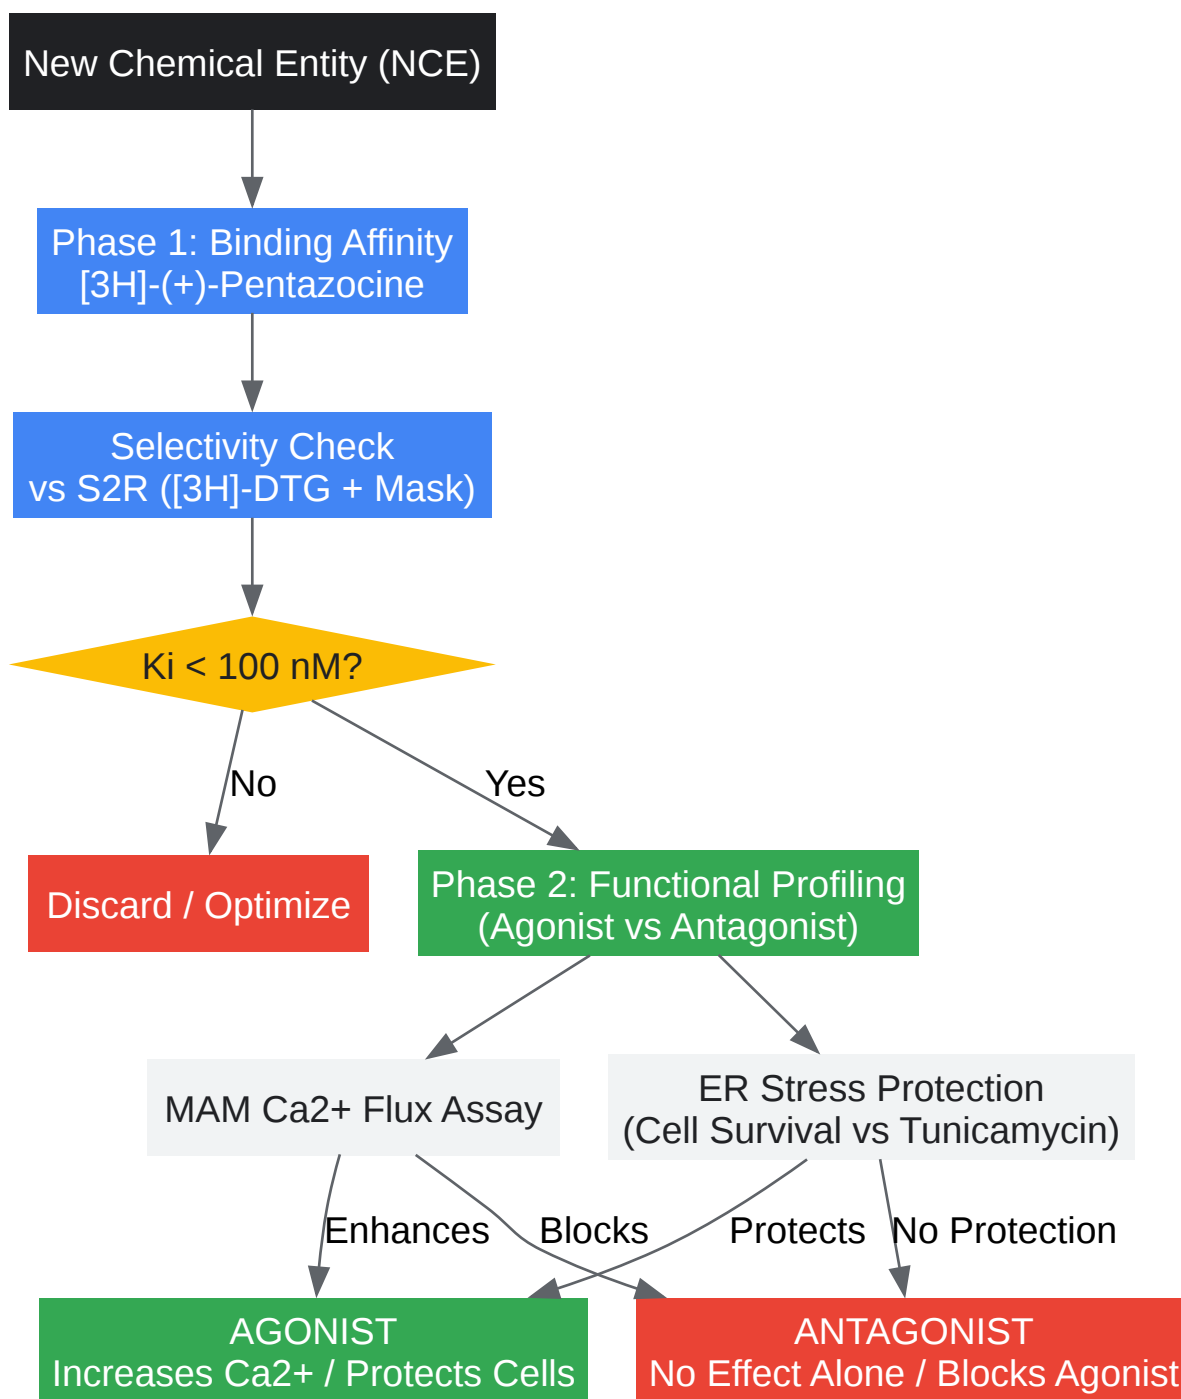 New Chemical Entity (NCE)
Phase 1: Binding Affinity
[3H]-(+)-Pentazocine
Selectivity Check
vs S2R ([3H]-DTG + Mask)
Ki < 100 nM?
No
Yes
Discard / Optimize
Phase 2: Functional Profiling
(Agonist vs Antagonist)
MAM Ca2+ Flux Assay
ER Stress Protection
(Cell Survival vs Tunicamycin)
Enhances
Blocks
Protects
No Protection
AGONIST
Increases Ca2+ / Protects Cells
ANTAGONIST
No Effect Alone / Blocks Agonist